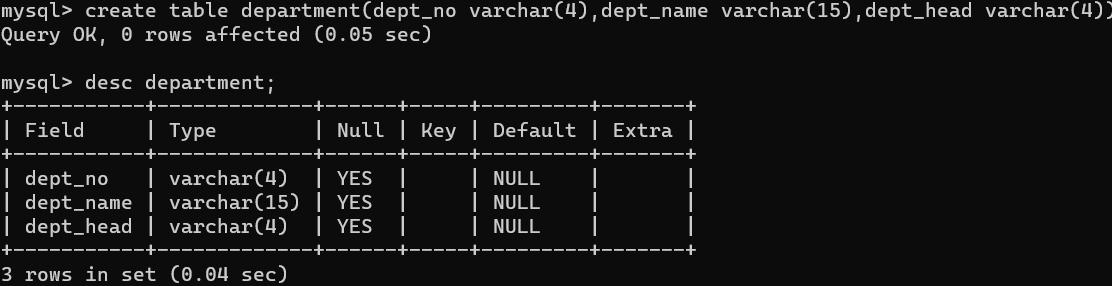 mysql> create table department(dept_no varchar(4),dept_name varchar(15),dept_head varchar(4))
Query OK, 0 rows affected (0.05 sec)

mysql> desc department;
+-----------+-------------+------+-----+---------+-------+
| Field     | Type        | Null | Key | Default | Extra |
+-----------+-------------+------+-----+---------+-------+
| dept_no   | varchar(4)  | YES  |     | NULL    |       |
| dept_name | varchar(15) | YES  |     | NULL    |       |
| dept_head | varchar(4)  | YES  |     | NULL    |       |
+-----------+-------------+------+-----+---------+-------+
3 rows in set (0.04 sec)